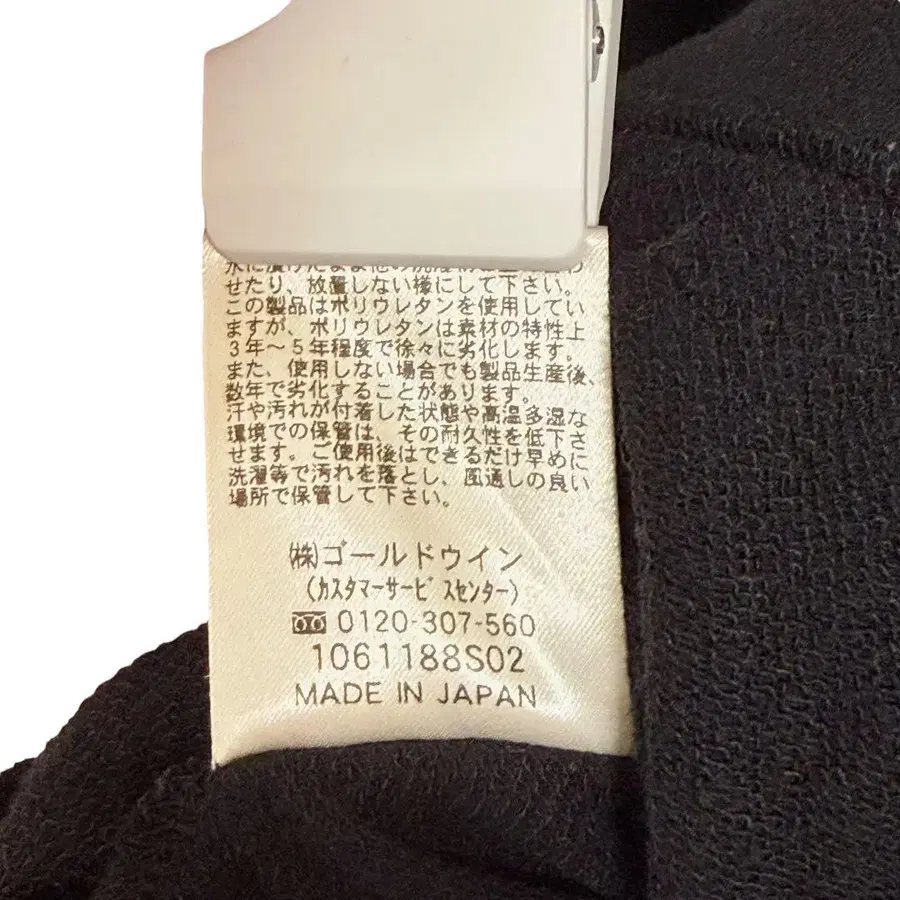 せたり、放置しない様にして下さい。
この製品はポリウレタンを使用してい
ますが、ポリウレタンは素材の特性上
3年〜5年程度で徐々に劣化します。
また、使用しない場合でも製品生産後、
数年で劣化することがあります。
汗や汚れが付着した状態や高温多湿な
環境での保管は、その耐久性を低下さ
せます。ご使用後はできるだけ早めに
洗濯等で汚れを落とし、風通しの良い
場所で保管して下さい。
㈱ゴールドウイン
(カスタマーサービスセンター)
0120-307-560
1061188S02
MADE IN JAPAN